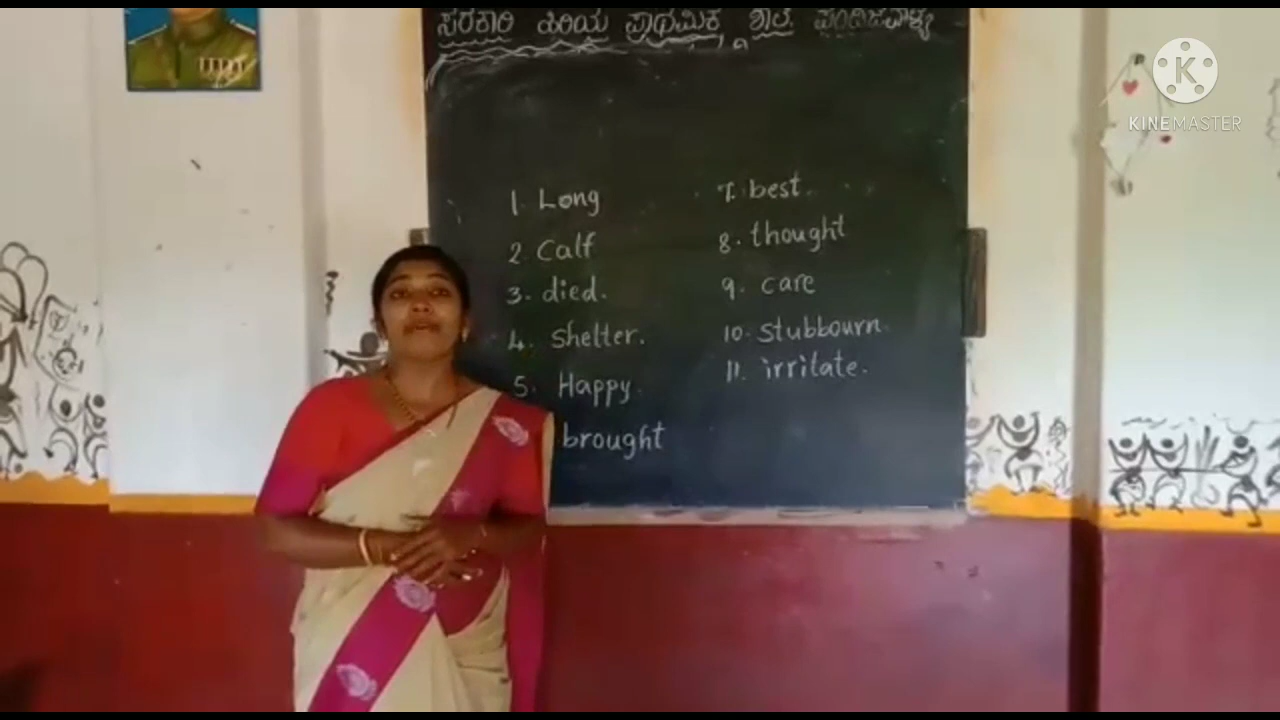 ಸರಕಾರಿ ಹಿರಿಯ ಪ್ರಾಥಮಿಕ ಶಾಲೆ
1. Long
2 Calf
3. died.
4. shelter.
5. Happy.
brought
7. best.
8. thought
9. care
10. stubbourn
11. irritate.
KINEMASTER